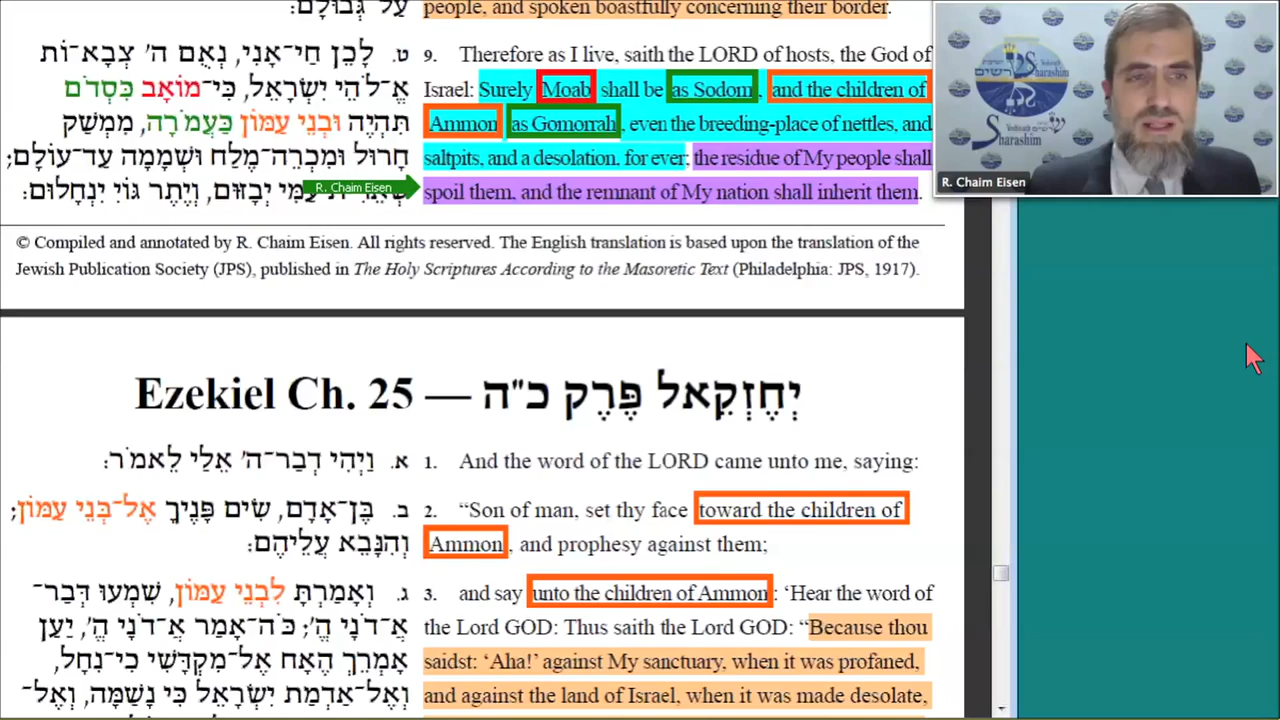 עַל גְּבוּלָם:
people, and spoken boastfully concerning their border.
ט. לָכֵן חַי־אָנִי, נְאֻם ה' צְבָא־וֹת
אֱ־לֹהֵי יִשְׂרָאֵל, כִּי־מוֹאָב כִּסְדֹם
תִּהְיֶה וּבְנֵי עַמּוֹן כַּעֲמֹרָה, מִמְשַׁק
חָרוּל וּמִכְרֵה־מֶלַח וּשְׁמָמָה עַד־עוֹלָם;
עַמִּי יְבָזּוּם, וְיֶתֶר גּוֹיִ יִנְחָלוּם:
9. Therefore as I live, saith the LORD of hosts, the God of
Israel: Surely Moab shall be as Sodom, and the children of
Ammon as Gomorrah, even the breeding-place of nettles, and
saltpits, and a desolation, for ever; the residue of My people shall
spoil them, and the remnant of My nation shall inherit them.
R. Chaim Eisen
© Compiled and annotated by R. Chaim Eisen. All rights reserved. The English translation is based upon the translation of the
Jewish Publication Society (JPS), published in The Holy Scriptures According to the Masoretic Text (Philadelphia: JPS, 1917).
Ezekiel Ch. 25 — יְחֶזְקֵאל פֶּרֶק כ"ה
א. וַיְהִי דְבַר־ה' אֵלַי לֵאמֹר:
1. And the word of the LORD came unto me, saying:
ב. בֶּן־אָדָם, שִׂים פָּנֶיךָ אֶל־בְּנֵי עַמּוֹן;
וְהִנָּבֵא עֲלֵיהֶם:
2. “Son of man, set thy face toward the children of
Ammon, and prophesy against them;
ג. וְאָמַרְתָּ לִבְנֵי עַמּוֹן, שִׁמְעוּ דְּבַר־
אֲ־דֹנָי הֱ'; כֹּה־אָמַר אֲ־דֹנָי הֱ', יַעַן
אָמְרֵךְ הֶאָח אֶל־מִקְדָּשִׁי כִי־נִחָל,
וְאֶל־אַדְמַת יִשְׂרָאֵל כִּי נָשַׁמָּה, וְאֶל־
3. and say unto the children of Ammon: ‘Hear the word of
the Lord GOD: Thus saith the Lord GOD: “Because thou
saidst: ‘Aha!’ against My sanctuary, when it was profaned,
and against the land of Israel, when it was made desolate,
Yeshivath
Sharashim
שרשים
Yeshivath
Sharashim
R. Chaim Eisen